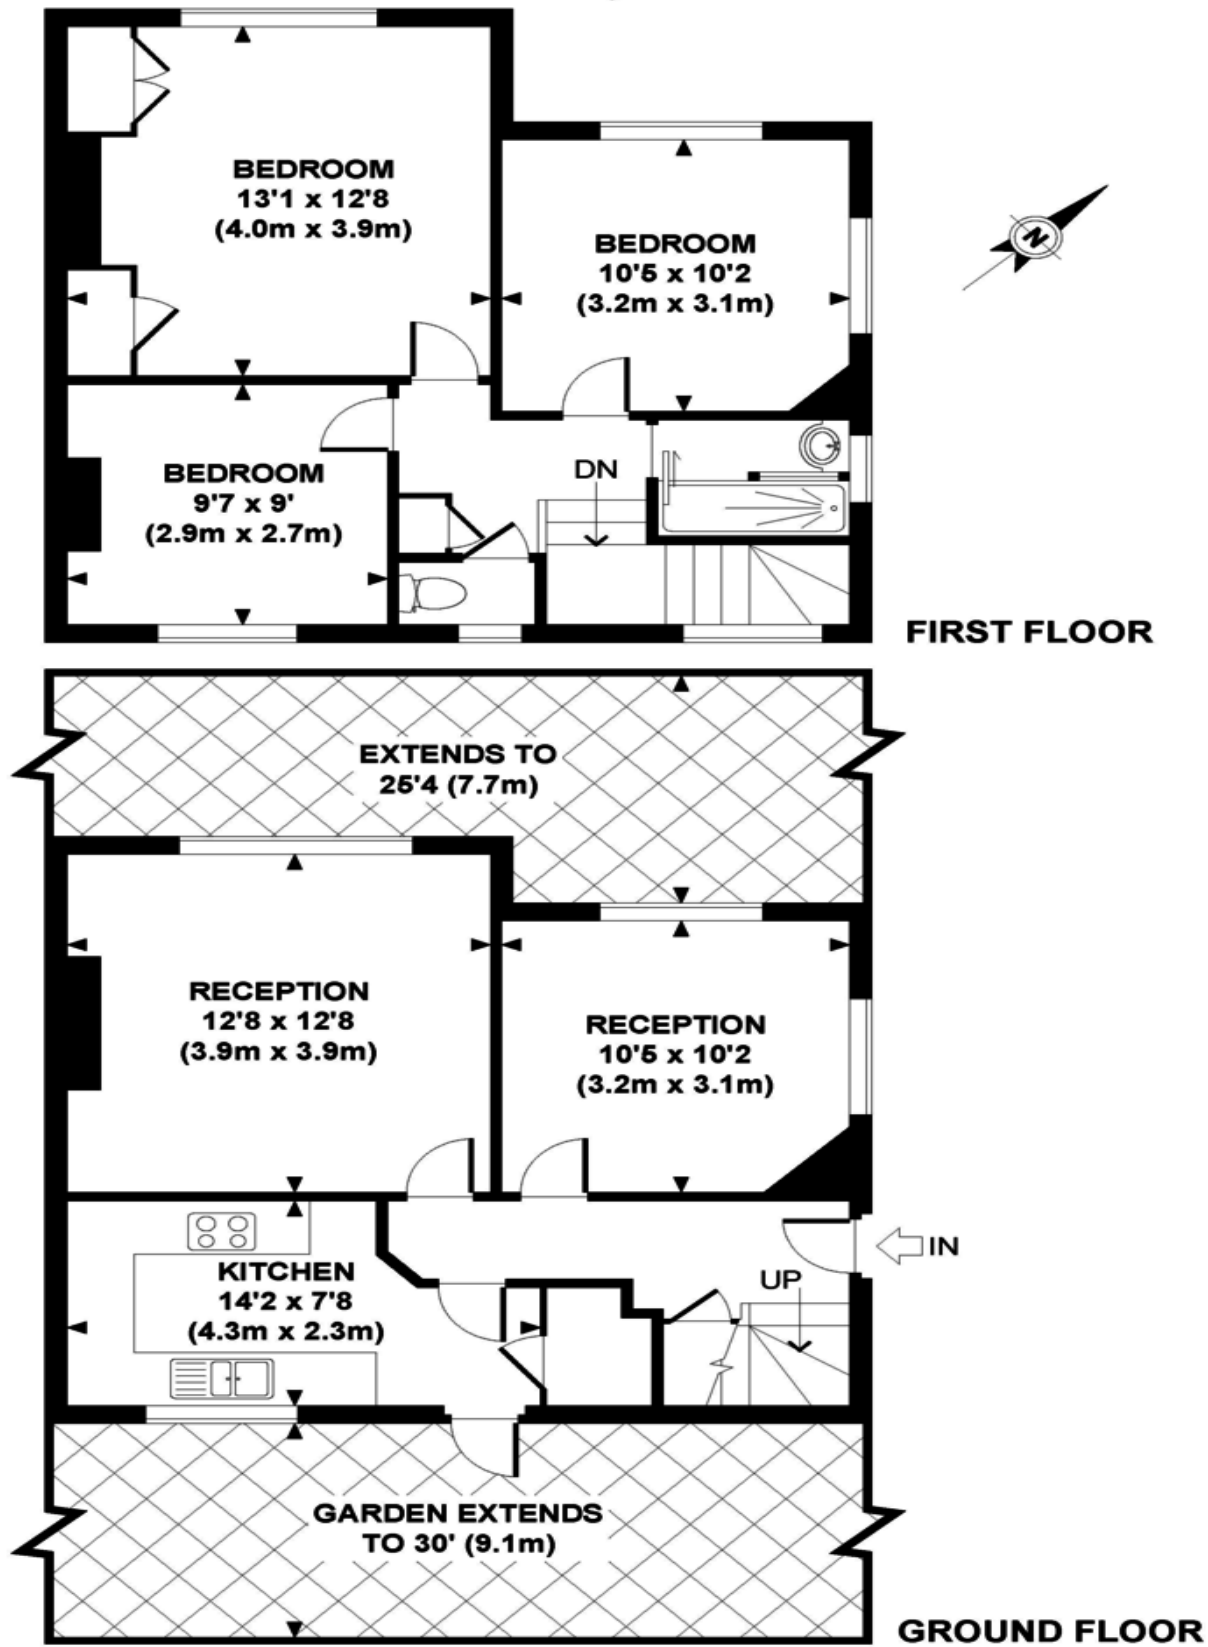 BEDROOM
13'1 x 12'8
(4.0m x 3.9m)
BEDROOM
10'5 x 10'2
(3.2m x 3.1m)
N
BEDROOM
9'7 x 9'
(2.9m x 2.7m)
DN
FIRST FLOOR
EXTENDS TO
25'4 (7.7m)
RECEPTION
12'8 x 12'8
(3.9m x 3.9m)
RECEPTION
10'5 x 10'2
(3.2m x 3.1m)
IN
KITCHEN
14'2 x 7'8
(4.3m x 2.3m)
UP
GARDEN EXTENDS
TO 30' (9.1m)
GROUND FLOOR